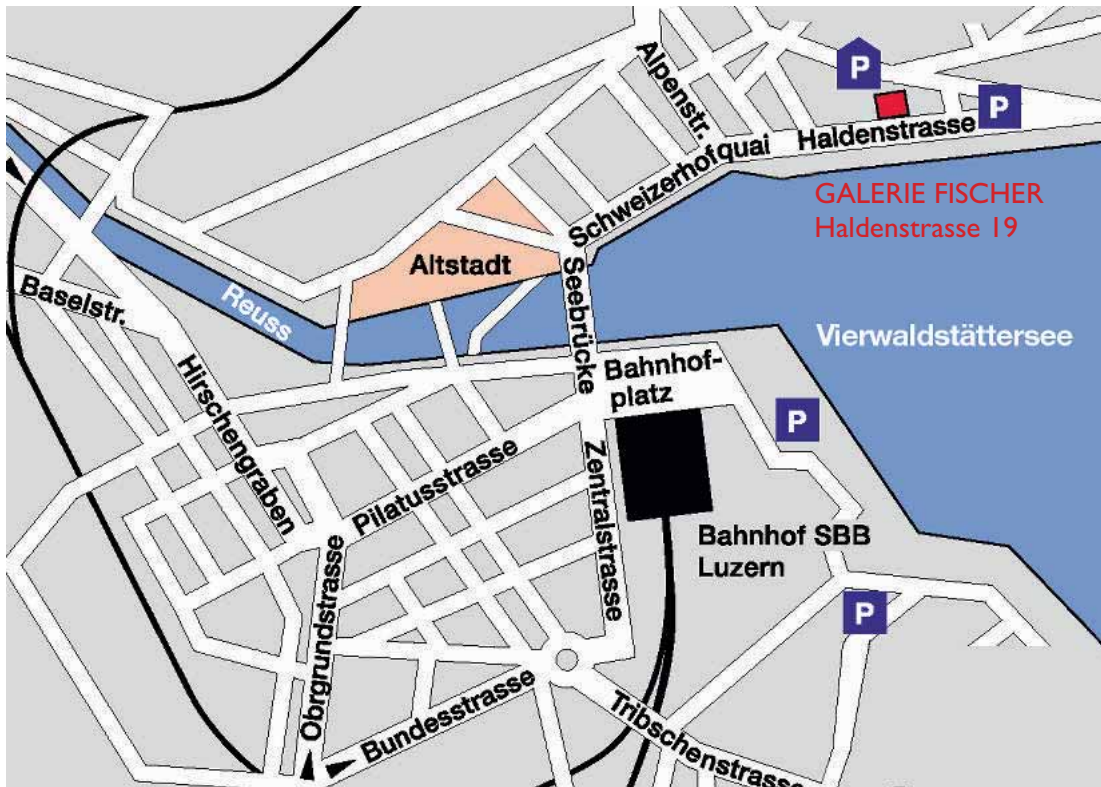 Alpenstr.
P
P
Haldenstrasse
Schweizerhofquai
GALERIE FISCHER
Haldenstrasse 19
Altstadt
Seebrücke
Baselstr.
Reuss
Vierwaldstättersee
Hirschengraben
Bahnhof-
platz
P
Pilatusstrasse
Zentralstrasse
Bahnhof SBB
Luzern
P
Obrgrundstrasse
Bundesstrasse
Tribschenstrasse